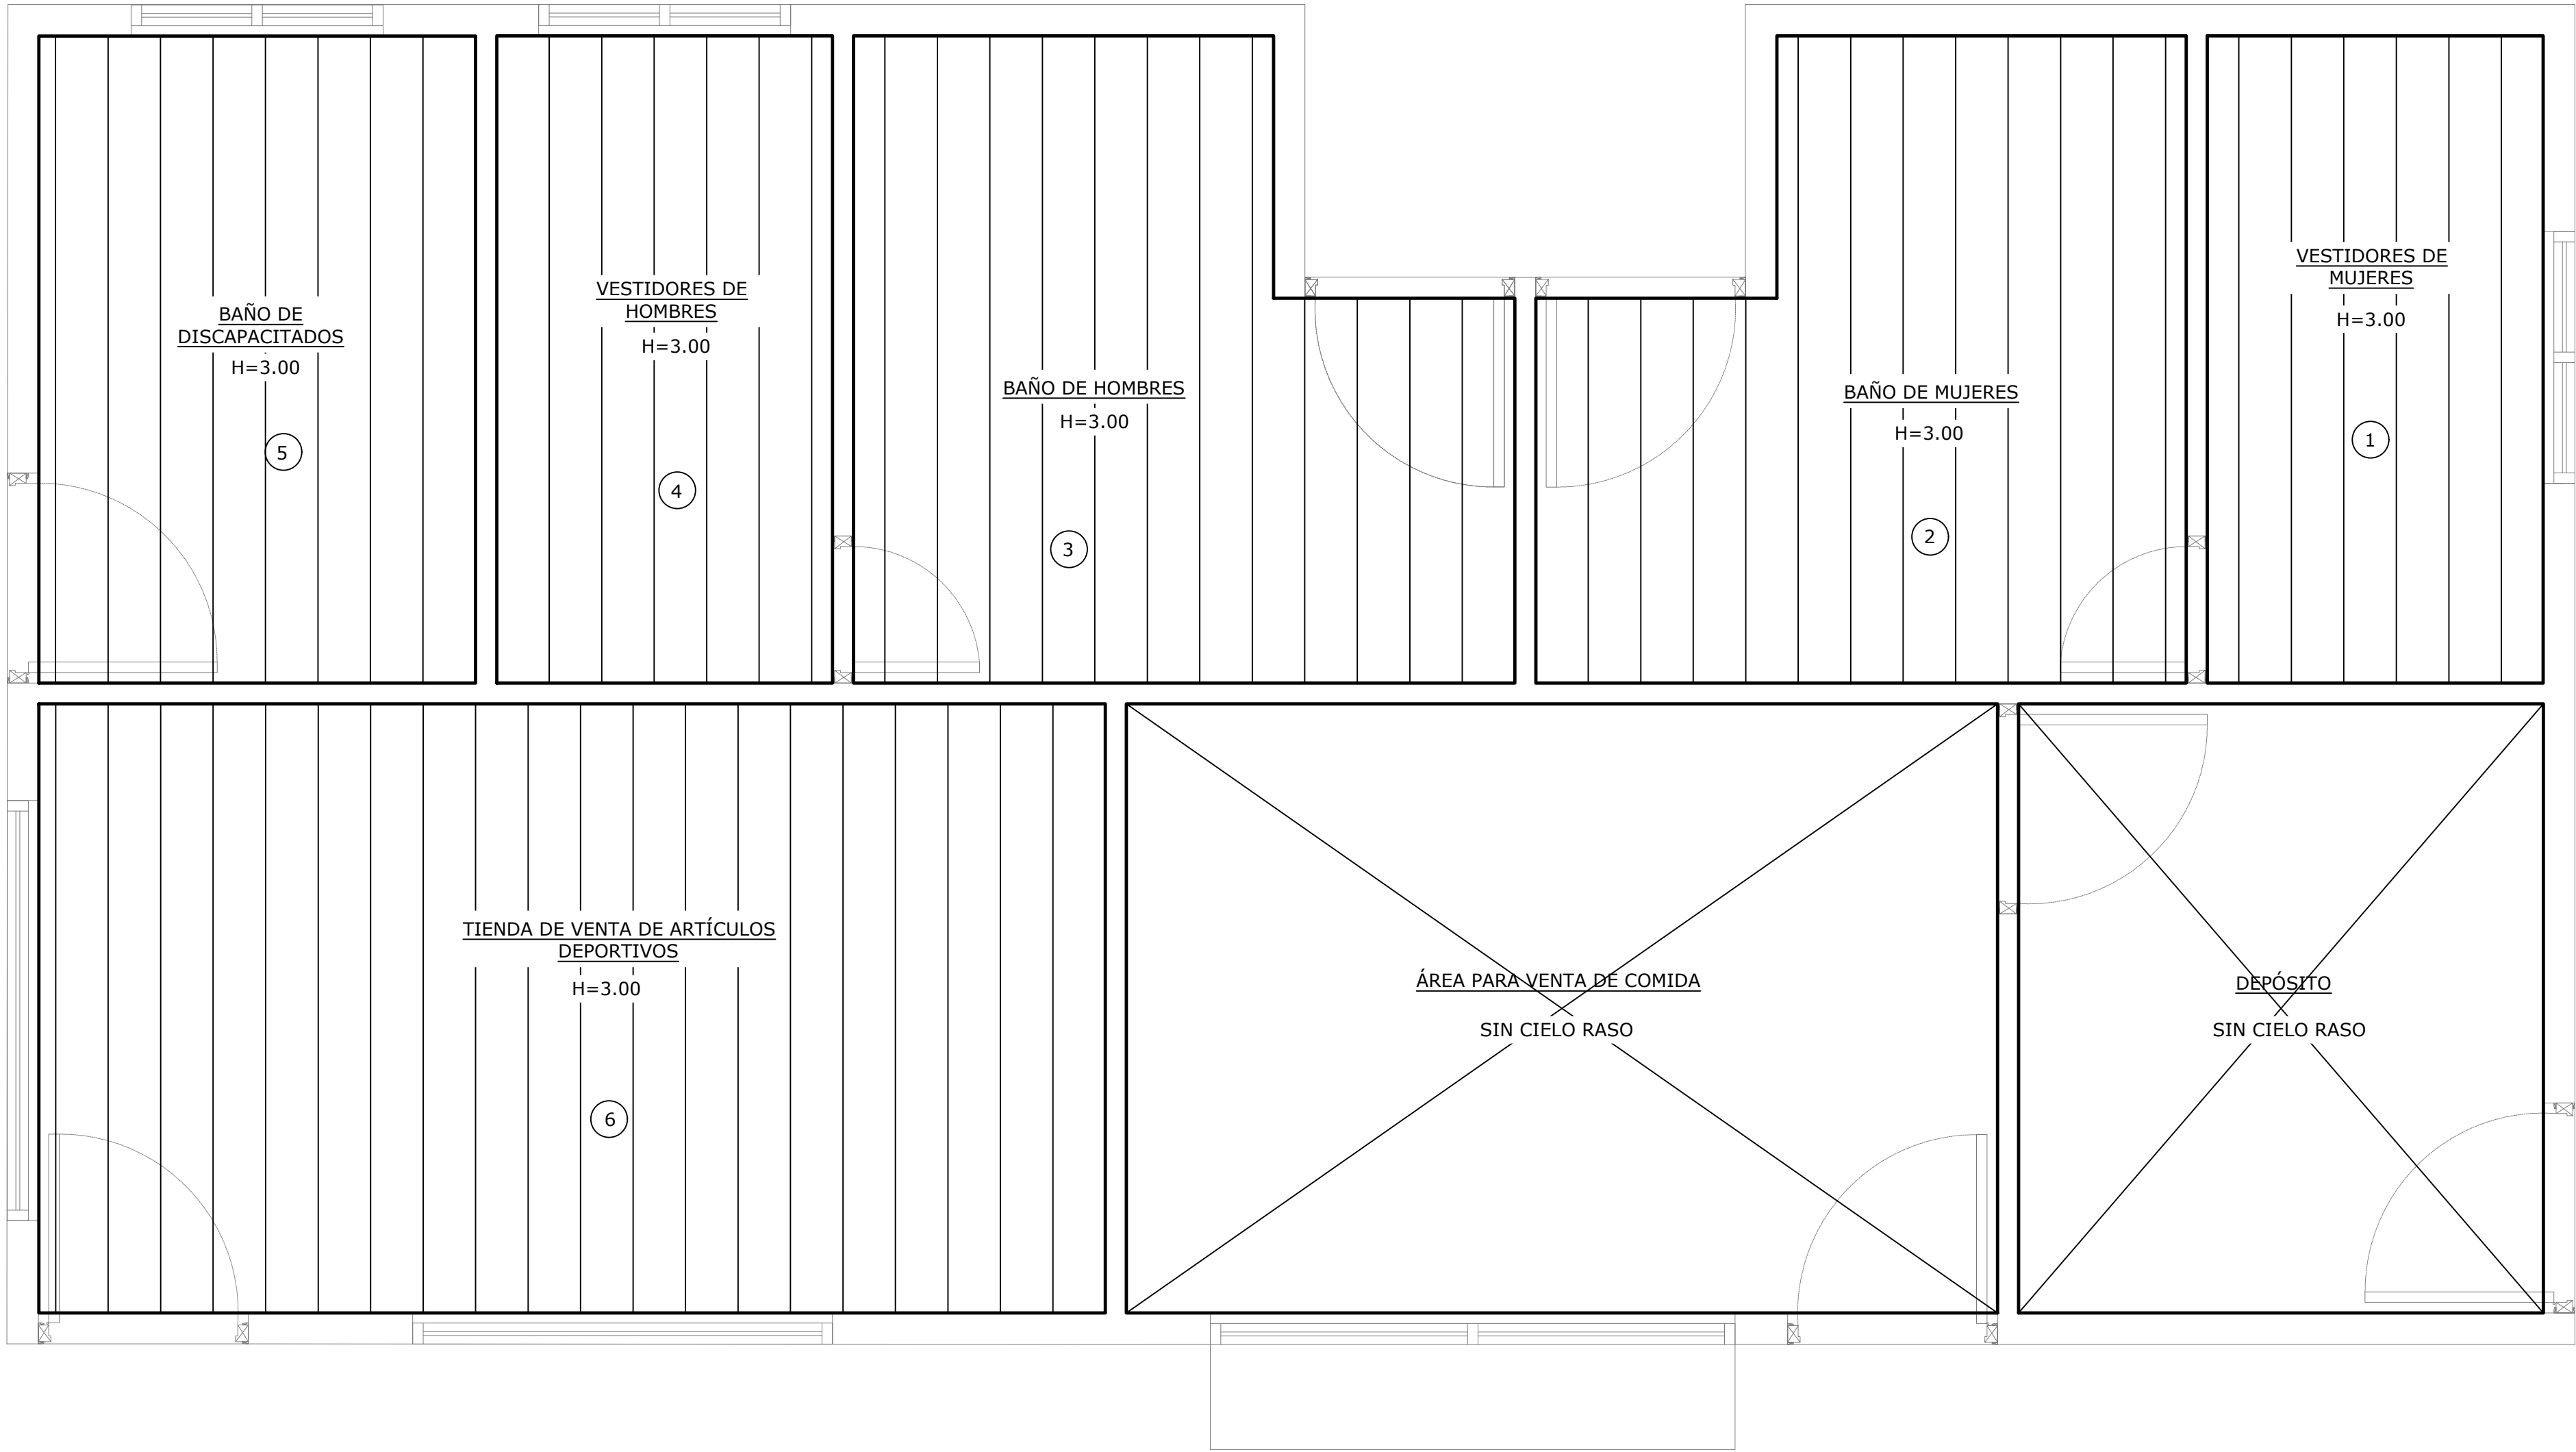 BAÑO DE
DISCAPACITADOS
H=3.00
5
VESTIDORES DE
HOMBRES
H=3.00
4
BAÑO DE HOMBRES
H=3.00
3
BAÑO DE MUJERES
H=3.00
2
VESTIDORES DE
MUJERES
H=3.00
1
TIENDA DE VENTA DE ARTÍCULOS
DEPORTIVOS
H=3.00
6
ÁREA PARA VENTA DE COMIDA
SIN CIELO RASO
DEPÓSITO
SIN CIELO RASO